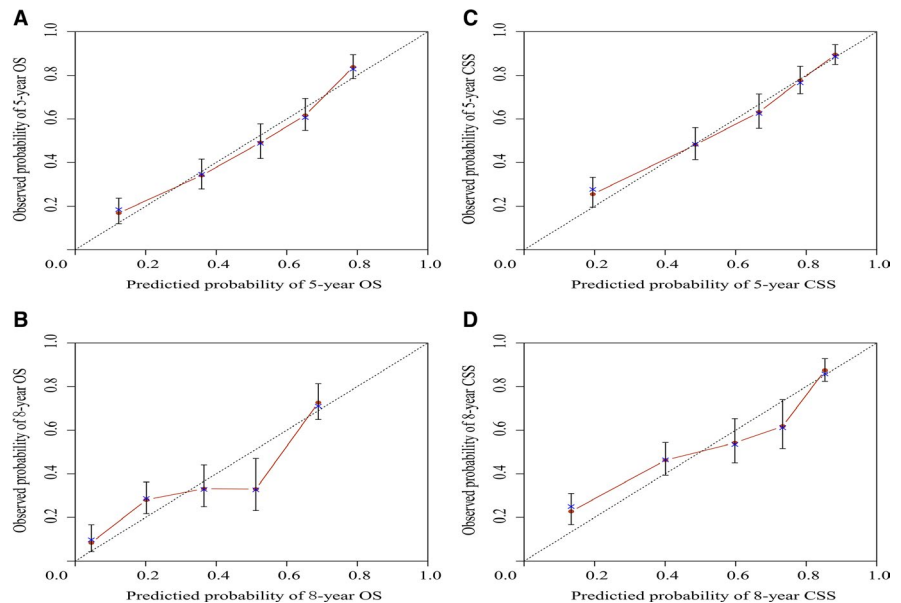 A
Observed probability of 5-year OS
1.0
0.8
0.6
0.4
0.2
0.0 0.2 0.4 0.6 0.8 1.0
Predictied probability of 5-year OS
C
Observed probability of 5-year CSS
1.0
0.8
0.6
0.4
0.2
0.0 0.2 0.4 0.6 0.8 1.0
Predictied probability of 5-year CSS
B
Observed probability of 8-year OS
1.0
0.8
0.6
0.4
0.2
0.0 0.2 0.4 0.6 0.8 1.0
Predictied probability of 8-year OS
D
Observed probability of 8-year CSS
1.0
0.8
0.6
0.4
0.2
0.0 0.2 0.4 0.6 0.8 1.0
Predictied probability of 8-year CSS